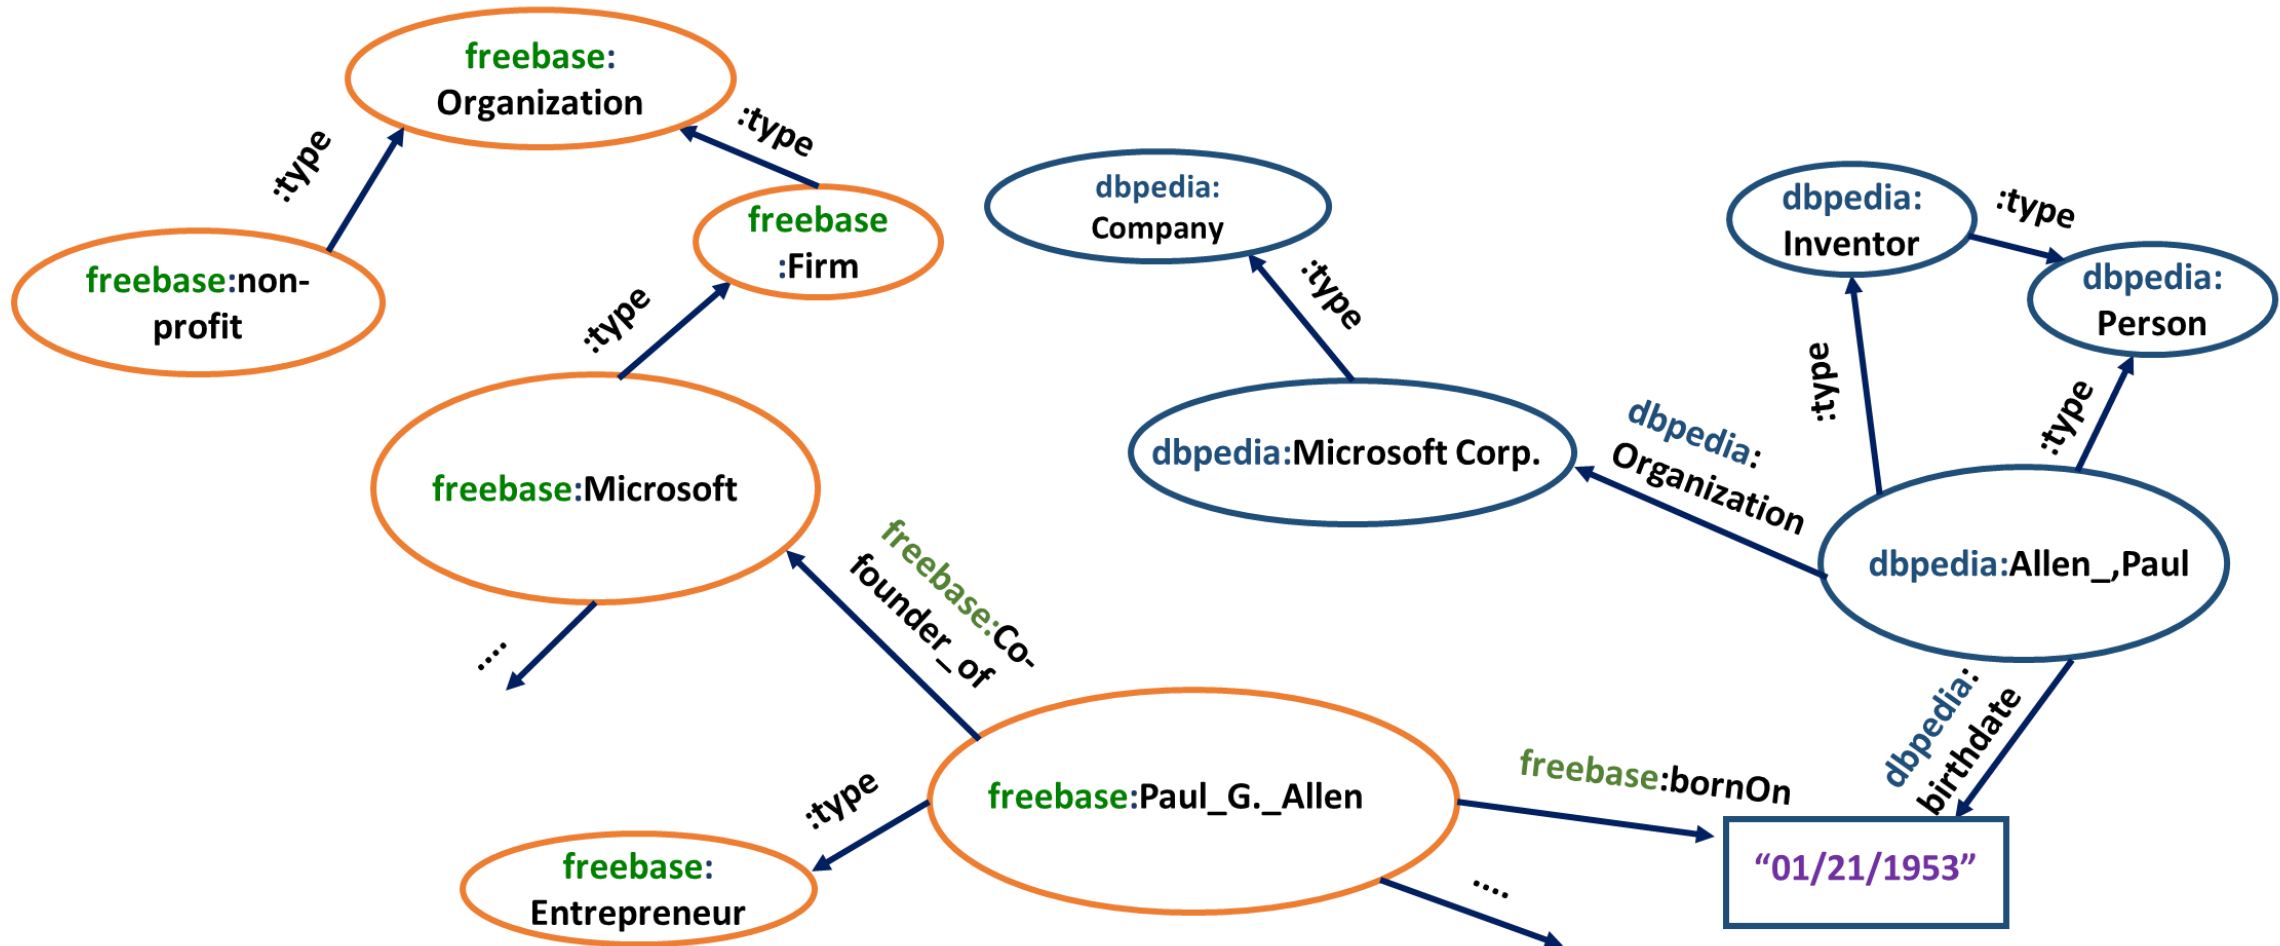 freebase:
Organization
:type
:type
freebase
:Firm
freebase:non-
profit
:type
dbpedia:
Company
:type
dbpedia:
Inventor
:type
dbpedia:
Person
:type
:type
freebase:Microsoft
dbpedia:Microsoft Corp.
dbpedia:
Organization
dbpedia:Allen_,Paul
....
freebase:Co-
founder_of
dbpedia:
birthdate
freebase:Paul_G._Allen
freebase:bornOn
:type
“01/21/1953”
freebase:
Entrepreneur
....